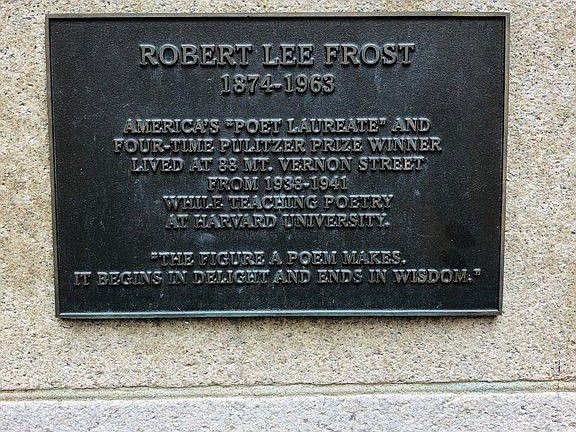 ROBERT LEE FROST
1874-1963
AMERICA'S "POET LAUREATE" AND
FOUR-TIME PULITZER PRIZE WINNER
LIVED AT 88 MT. VERNON STREET
FROM 1938-1941
WHILE TEACHING POETRY
AT HARVARD UNIVERSITY.
"THE FIGURE A POEM MAKES.
IT BEGINS IN DELIGHT AND ENDS IN WISDOM."